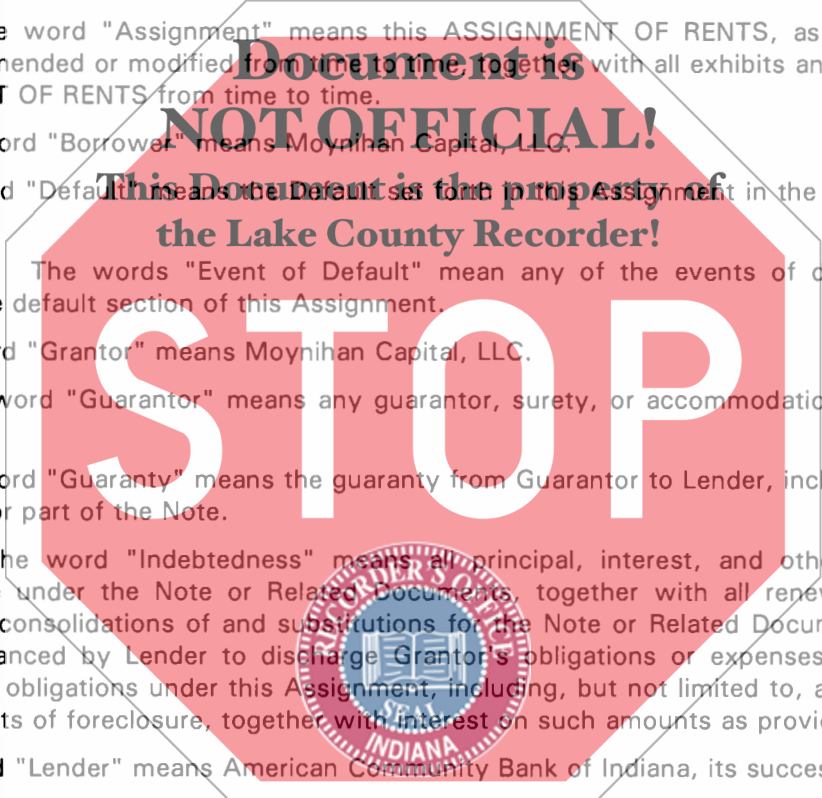 e word "Assignment" means this ASSIGNMENT OF RENTS, as
Document is
nended or modified from time to time, together with all exhibits an
T OF RENTS from time to time.
NOT OFFICIAL!
ord "Borrower" means Moynihan Capital, LLC.
This Document is the property of
d "Default" means the Default set forth in this Assignment in the
the Lake County Recorder!
The words "Event of Default" mean any of the events of d
e default section of this Assignment.
STOP
d "Grantor" means Moynihan Capital, LLC.
word "Guarantor" means any guarantor, surety, or accommodatio
ord "Guaranty" means the guaranty from Guarantor to Lender, incl
r part of the Note.
he word "Indebtedness" means all principal, interest, and oth
under the Note or Related Documents, together with all renev
consolidations of and substitutions for the Note or Related Docur
anced by Lender to discharge Grantor's obligations or expenses
obligations under this Assignment, including, but not limited to, a
ts of foreclosure, together with interest on such amounts as provi
RECORDER'S OFFICE
SEAL
INDIANA
d "Lender" means American Community Bank of Indiana, its succes